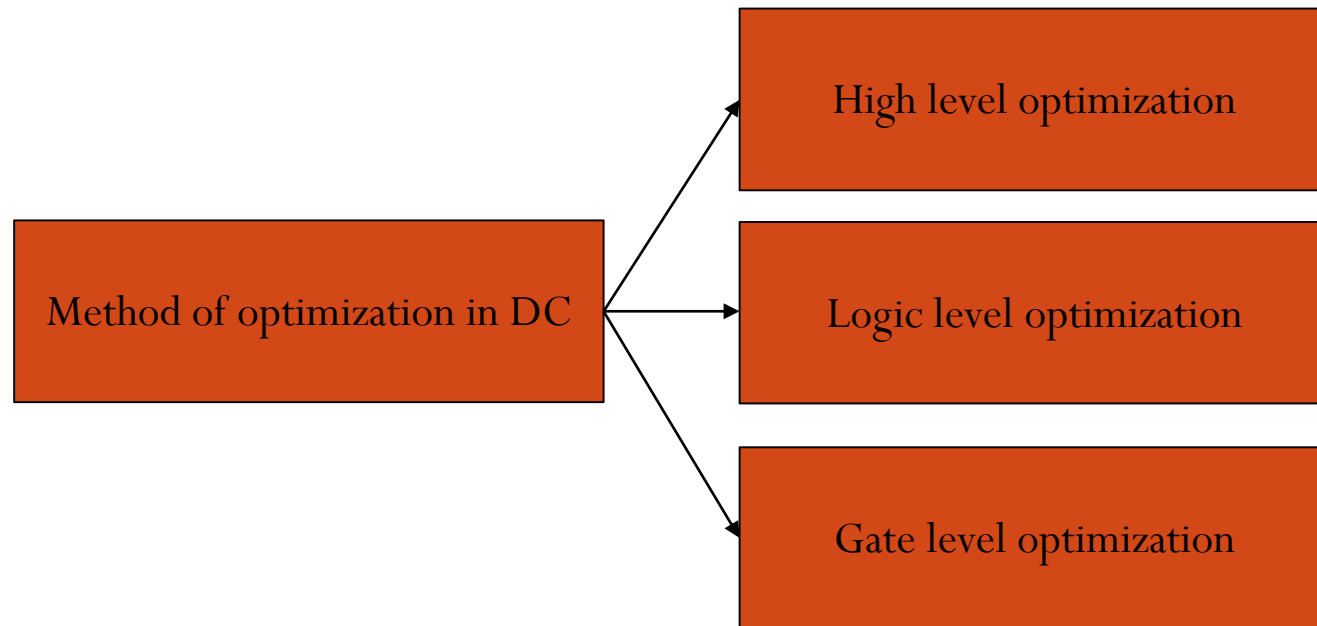 High level optimization
Method of optimization in DC
Logic level optimization
Gate level optimization